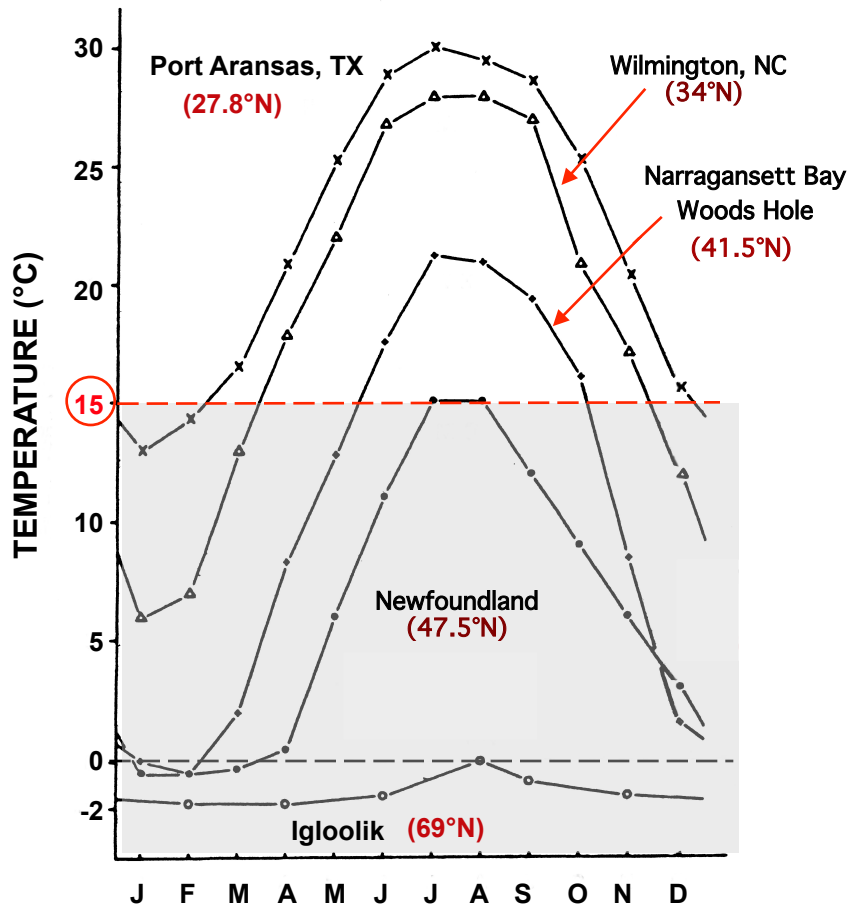 30
Port Aransas, TX
(27.8°N)
Wilmington, NC
(34°N)
25
Narragansett Bay
Woods Hole
(41.5°N)
20
TEMPERATURE (°C)
15
10
Newfoundland
(47.5°N)
5
0
-2
Igloolik (69°N)
J F M A M J J A S O N D